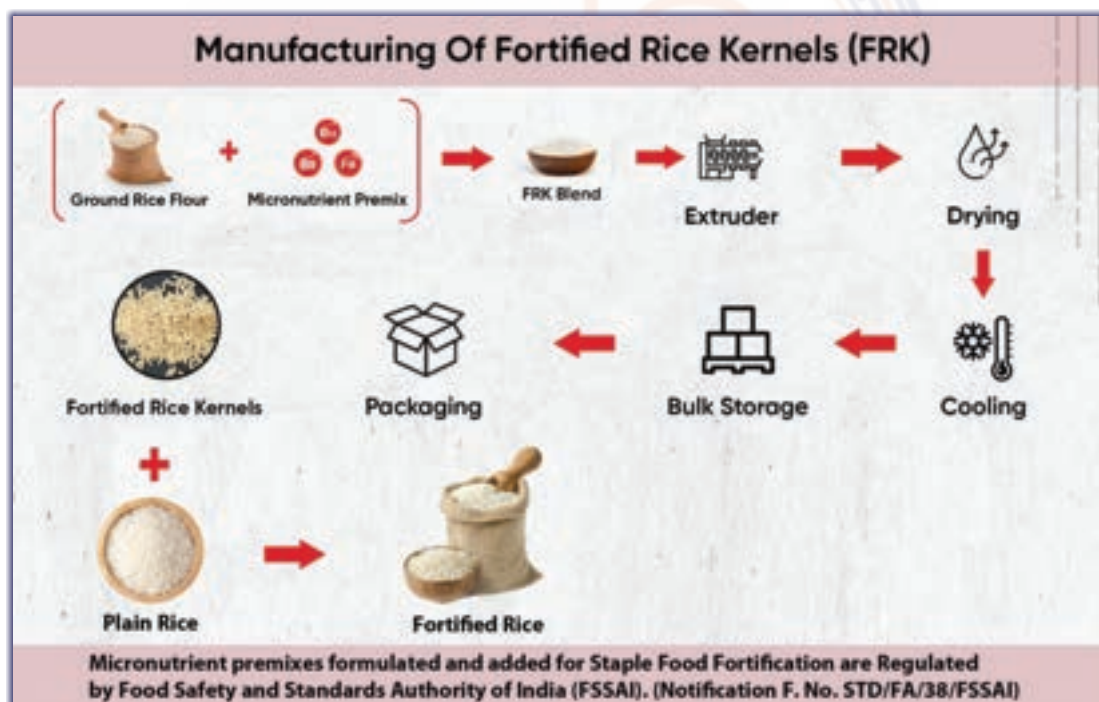 Manufacturing Of Fortified Rice Kernels (FRK)
Ground Rice Flour
+
Micronutrient Premix
FRK Blend
Extruder
Drying
Fortified Rice Kernels
Packaging
Bulk Storage
Cooling
+
Plain Rice
Fortified Rice
Micronutrient premixes formulated and added for Staple Food Fortification are Regulated
by Food Safety and Standards Authority of India (FSSAI). (Notification F. No. STD/FA/38/FSSAI)